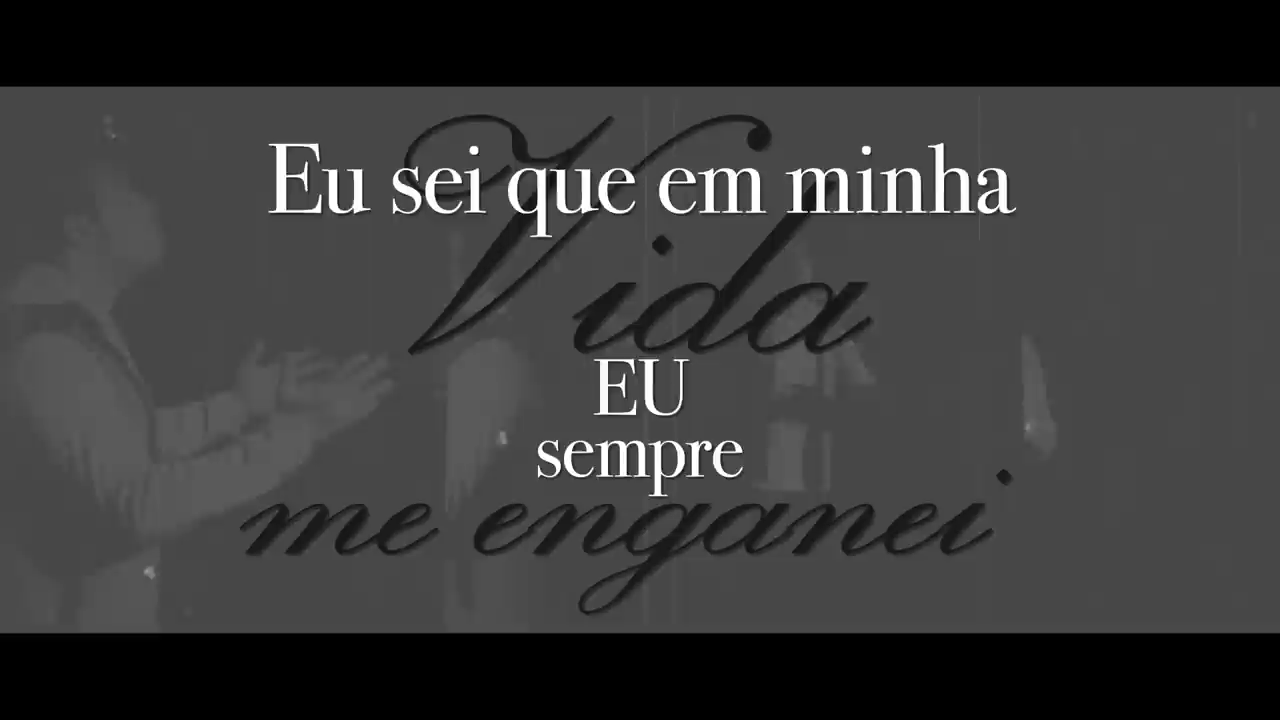 Eu sei que em minha
Vida
EU
sempre
me enganei